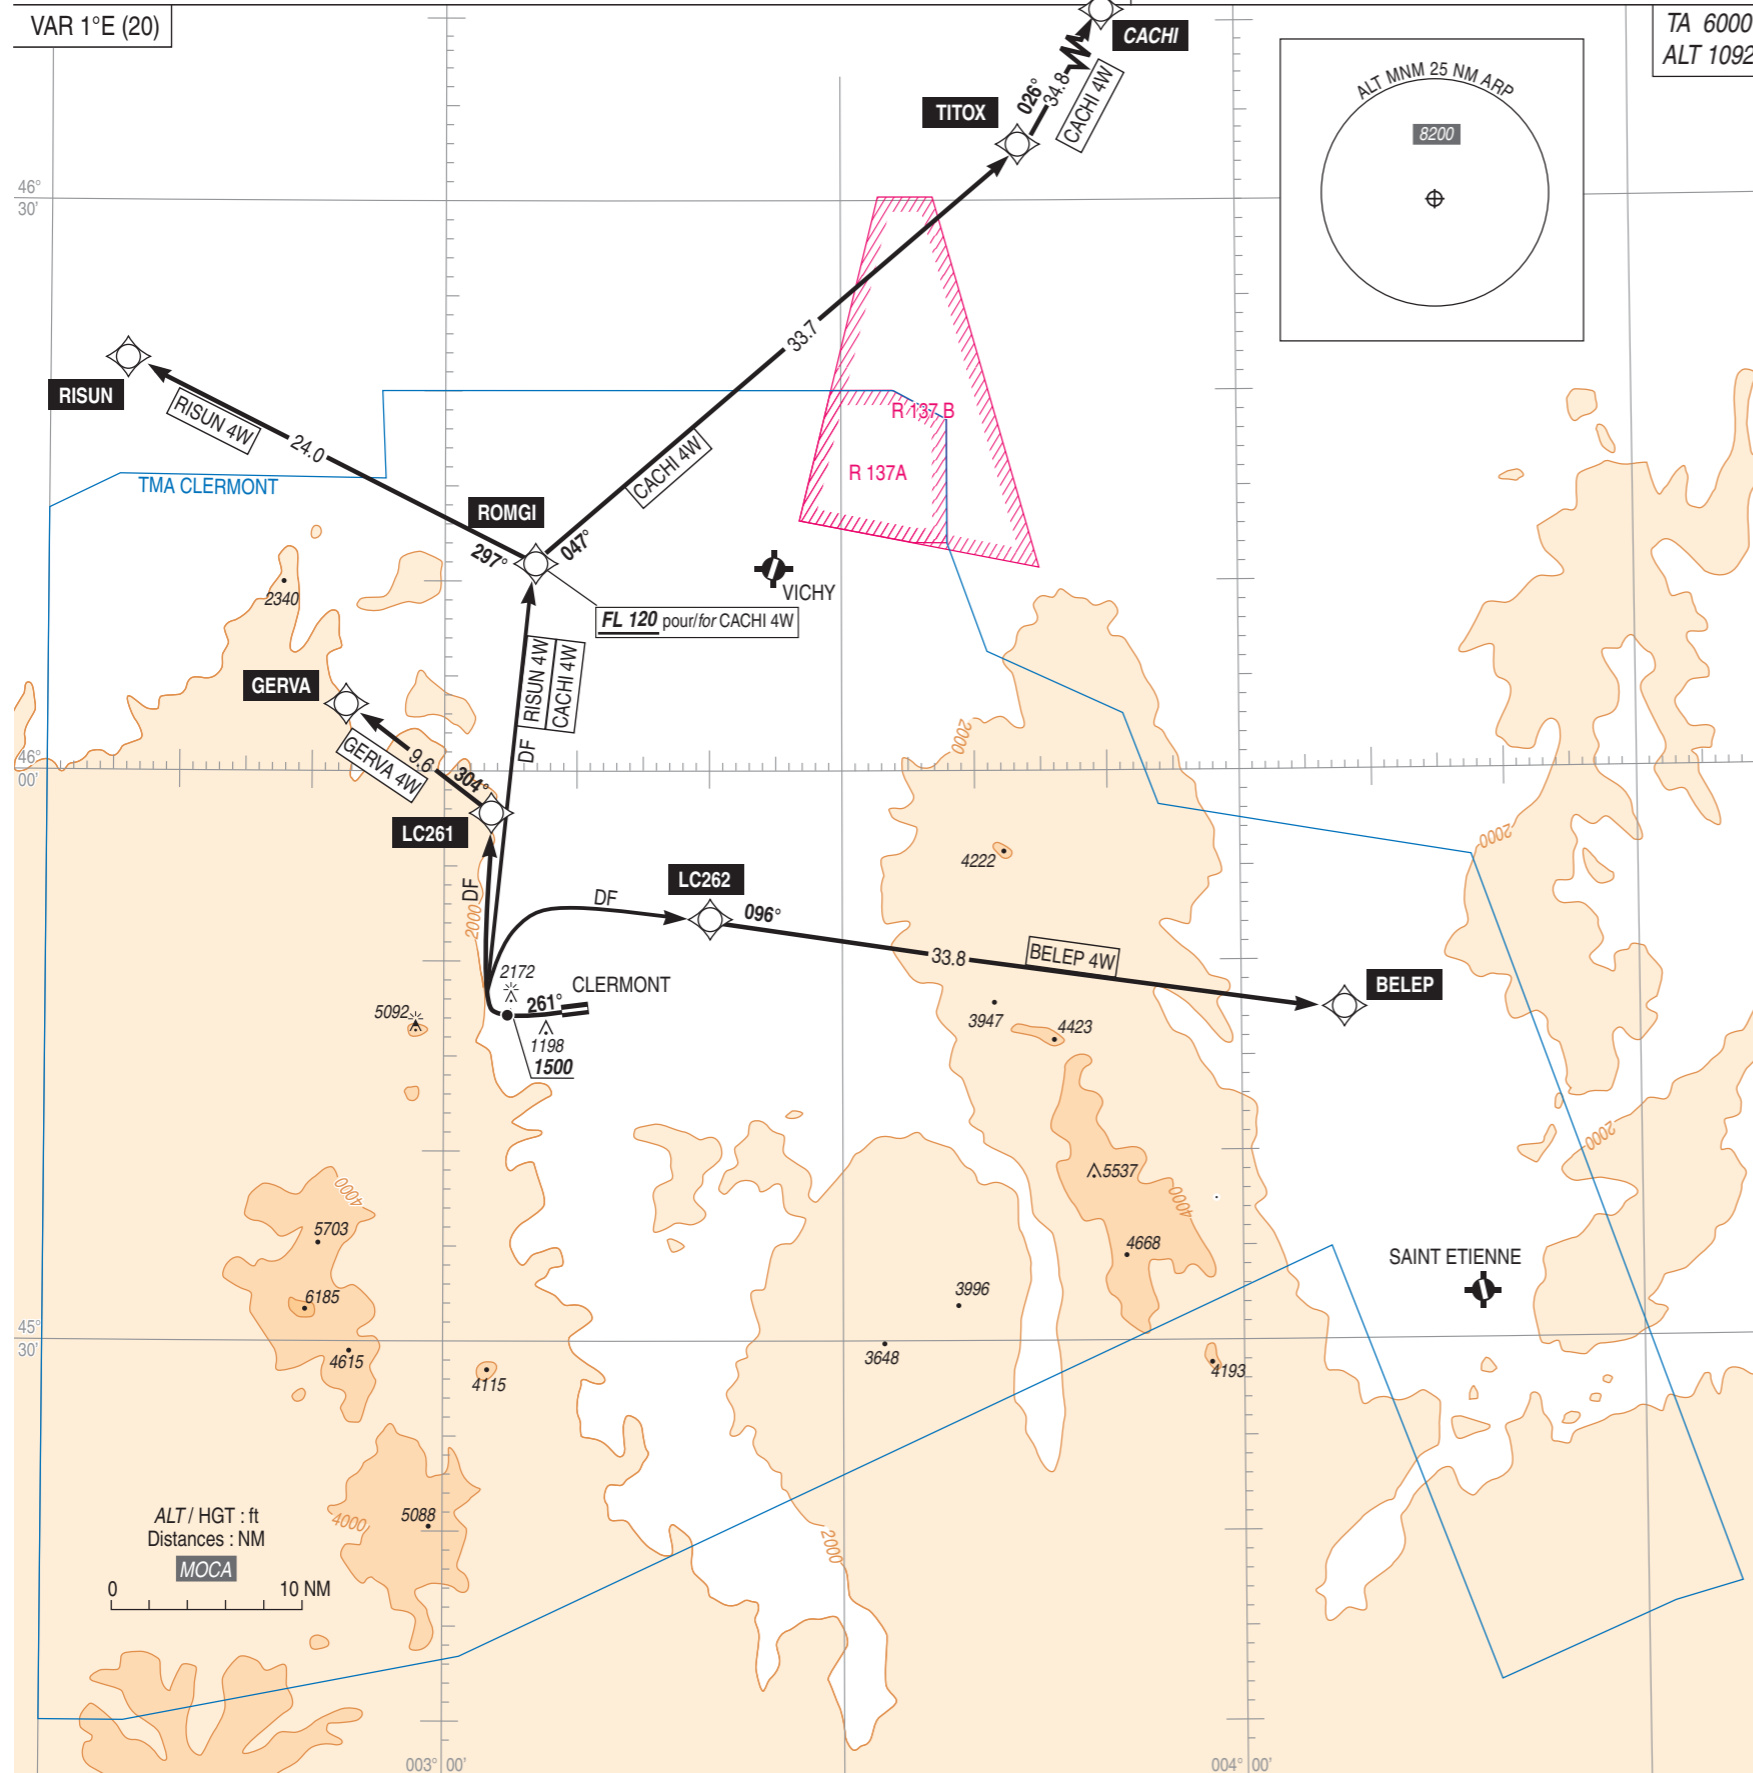 VAR 1°E (20)
CACHI
TA 6000
ALT 1092
ALT MNM 25 NM ARP
8200
026°
34.8
CACHI 4W
TITOX
46°
30'
33.7
RISUN
RISUN 4W
24.0
R 137 B
R 137A
CACHI 4W
TMA CLERMONT
ROMGI
297°
047°
VICHY
2340
FL 120 pour/for CACHI 4W
RISUN 4W
CACHI 4W
DF
GERVA
GERVA 4W
9.6
304°
2000
46°
00'
LC261
2000
4222
DF
2000
LC262
DF
096°
33.8
BELEP 4W
BELEP
2172
CLERMONT
261°
5092
1198
1500
3947
4423
2000
5537
4000
4000
5703
4668
SAINT ETIENNE
6185
3996
45°
30'
4615
3648
4193
4115
ALT / HGT : ft
Distances : NM
MOCA
0
10 NM
4000
5088
2000
003° 00'
004° 00'